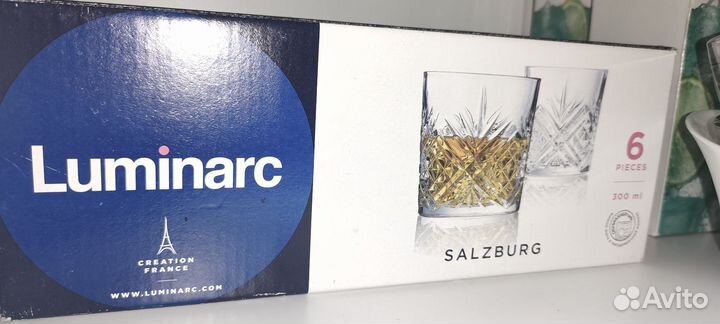 Luminarc
CREATION
FRANCE
WWW.LUMINARC.COM
6
PIECES
300 ml
SALZBURG
Avito